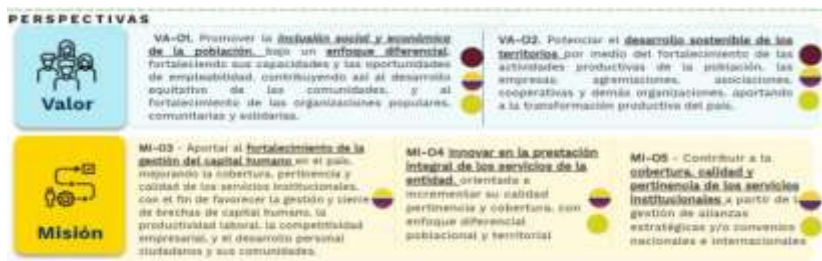 PERSPECTIVAS
Valor
VA-01. Promover la inclusión social y económica
de la población, bajo un enfoque diferencial,
fortaleciendo sus capacidades y las oportunidades
de empleabilidad, contribuyendo así al desarrollo
equitativo de las comunidades, y al
fortalecimiento de las organizaciones populares,
comunitarias y solidarias.
VA-02. Potenciar el desarrollo sostenible de los
territorios por medio del fortalecimiento de las
actividades productivas de la población, las
empresas, agremiaciones, asociaciones,
cooperativas y demás organizaciones, aportando
a la transformación productiva del país.
Misión
MI-03 - Aportar al fortalecimiento de la
gestión del capital humano en el país,
mejorando la cobertura, pertinencia y
calidad de los servicios institucionales,
con el fin de favorecer la gestión y cierre
de brechas de capital humano, la
productividad laboral, la competitividad
empresarial, y el desarrollo personal
ciudadanos y sus comunidades.
MI-04 Innovar en la prestación
integral de los servicios de la
entidad, orientada a
incrementar su calidad
pertinencia y cobertura, con
enfoque diferencial
poblacional y territorial
MI-05 - Contribuir a la
cobertura, calidad y
pertinencia de los servicios
institucionales a partir de la
gestión de alianzas
estratégicas y/o convenios
nacionales e internacionales